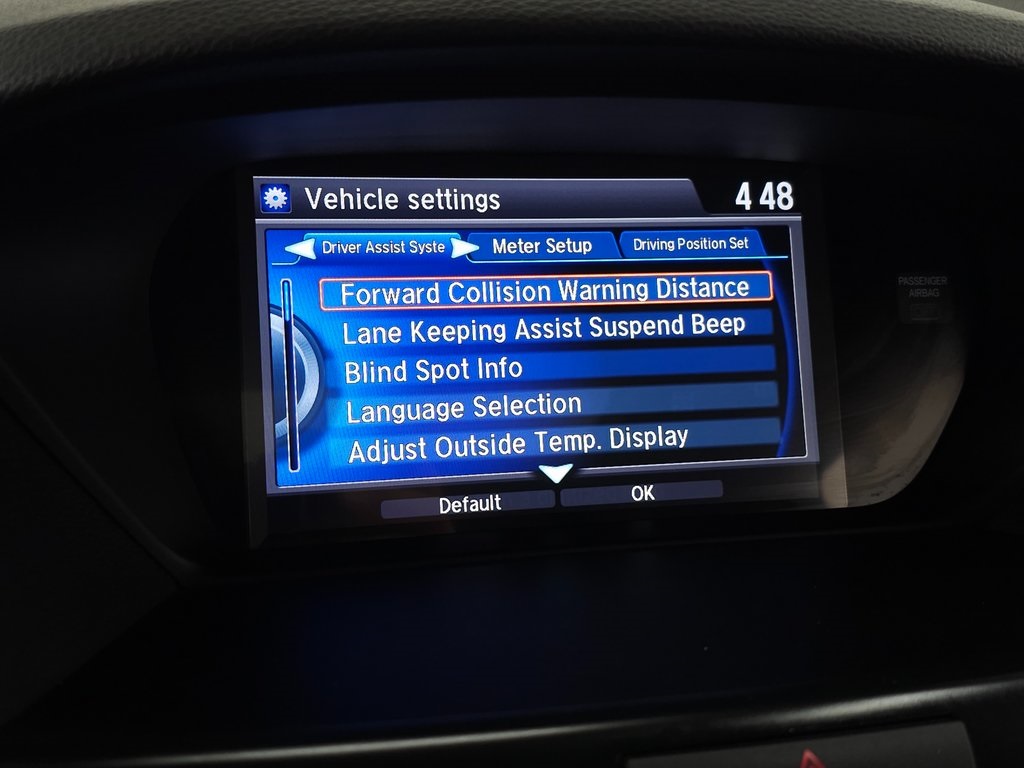 Vehicle settings
4 48
Driver Assist Syste
Meter Setup
Driving Position Set
Forward Collision Warning Distance
Lane Keeping Assist Suspend Beep
Blind Spot Info
Language Selection
Adjust Outside Temp. Display
Default
OK
PASSENGER
AIRBAG